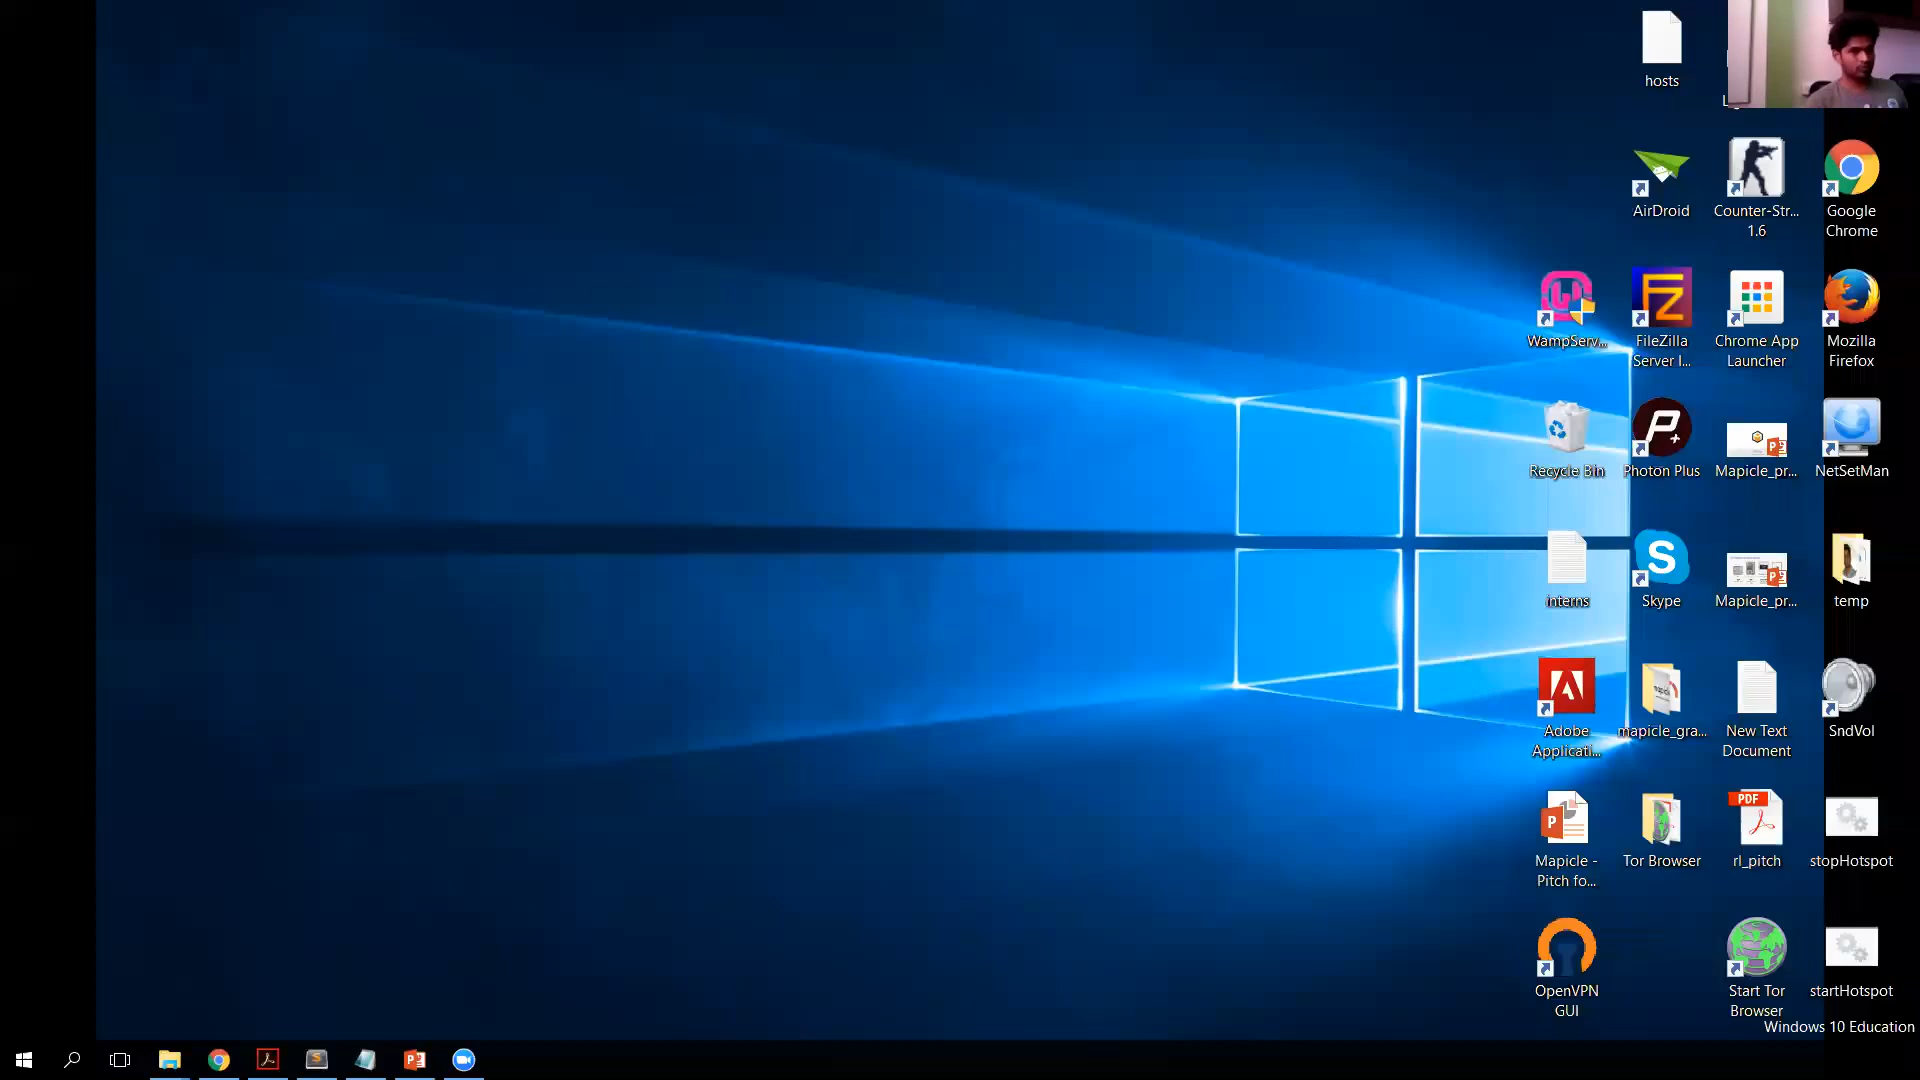 hosts
AirDroid
Counter-Str...
1.6
Google
Chrome
WampServ...
FileZilla
Server I...
Chrome App
Launcher
Mozilla
Firefox
Recycle Bin
Photon Plus
Mapicle_pr...
NetSetMan
interns
Skype
Mapicle_pr...
temp
Adobe
Applicati...
mapicle_gra...
New Text
Document
SndVol
Mapicle -
Pitch fo...
Tor Browser
PDF
rl_pitch
stopHotspot
OpenVPN
GUI
Start Tor
Browser
startHotspot
Windows 10 Education